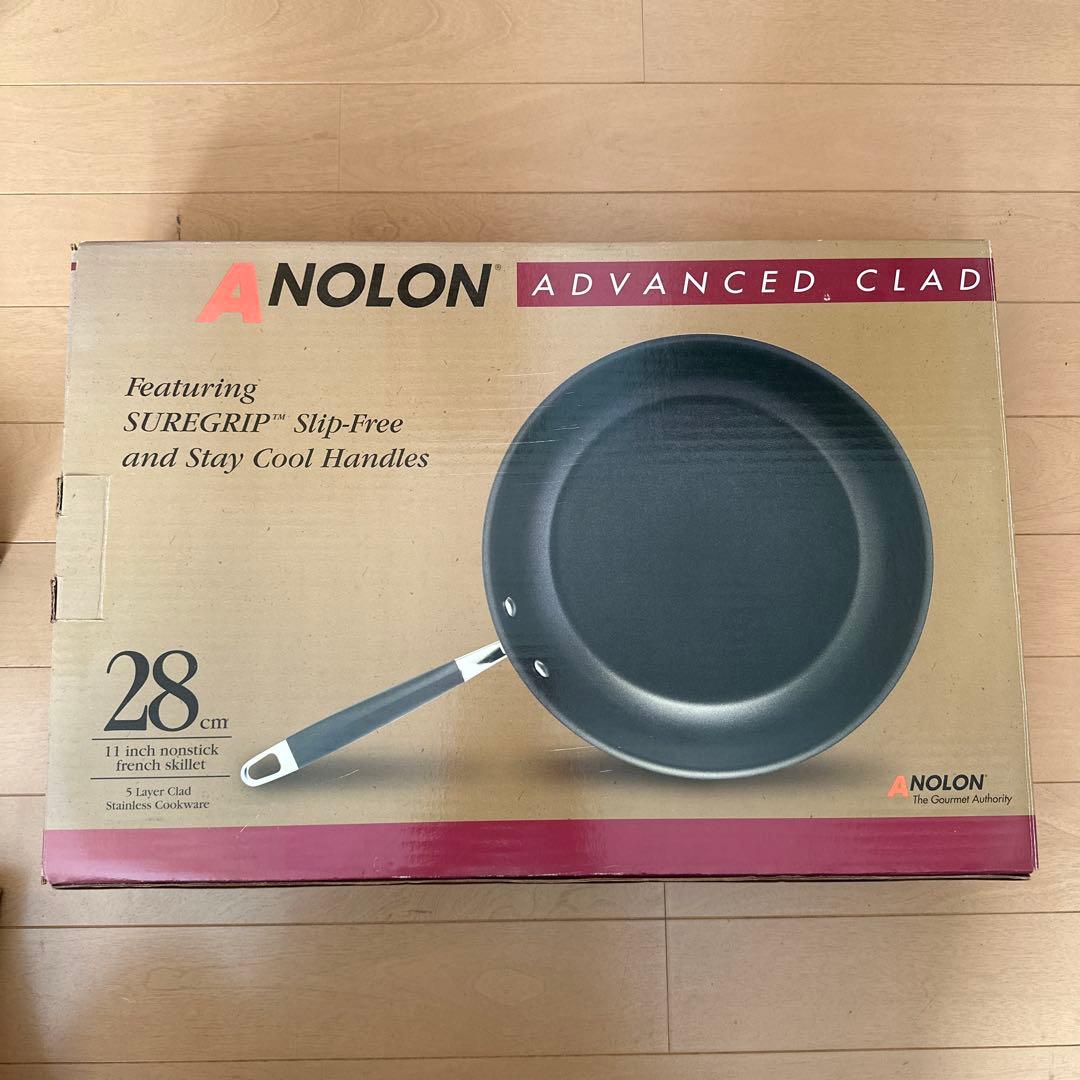 ANOLON® ADVANCED CLAD
Featuring
SUREGRIP™ Slip-Free
and Stay Cool Handles
28cm
11 inch nonstick
french skillet
5 Layer Clad
Stainless Cookware
ANOLON®
The Gourmet Authority